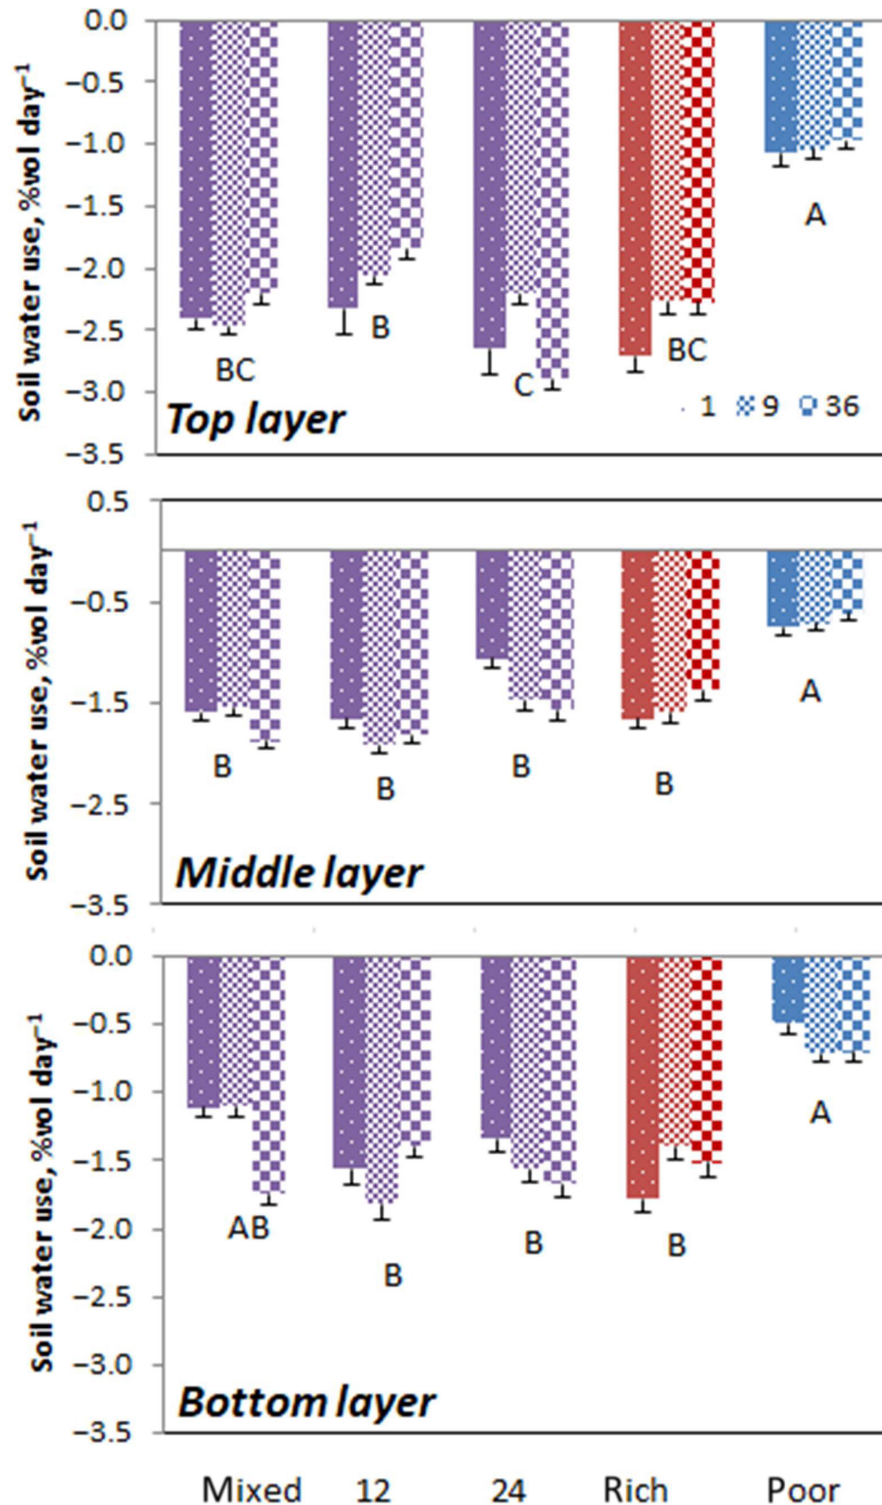 Soil water use, %vol day⁻¹
0.0
−0.5
−1.0
−1.5
−2.0
−2.5
−3.0
−3.5
A
B
BC
BC
C
1 9 36
Top layer
Soil water use, %vol day⁻¹
0.5
−0.5
−1.5
−2.5
−3.5
A
B B B B
Middle layer
Soil water use, %vol day⁻¹
0.0
−0.5
−1.0
−1.5
−2.0
−2.5
−3.0
−3.5
A
AB B B B
Bottom layer
Mixed 12 24 Rich Poor